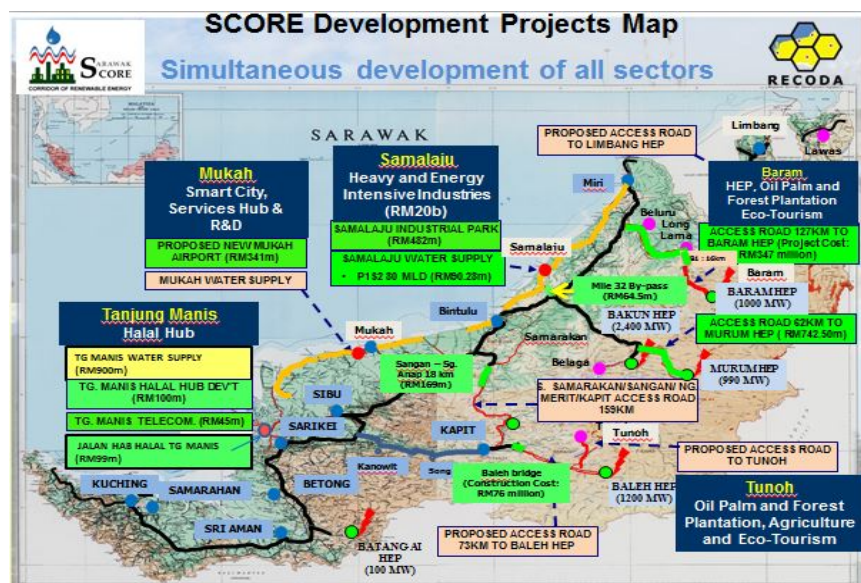 SCORE Development Projects Map
Simultaneous development of all sectors
SARAWAK
SCORE
CORRIDOR OF RENEWABLE ENERGY
RECODA
SARAWAK
Mukah
Smart City,
Services Hub &
R&D
PROPOSED NEW MUKAH
AIRPORT (RM341m)
MUKAH WATER SUPPLY
Samalaju
Heavy and Energy
Intensive Industries
(RM20b)
SAMALAJU INDUSTRIAL PARK
(RM482m)
SAMALAJU WATER SUPPLY
PROPOSED ACCESS ROAD
TO LIMBANG HEP
Limbang
Lawas
Baram
HEP, Oil Palm and
Forest Plantation
Eco-Tourism
ACCESS ROAD 127KM TO
BARAM HEP (Project Cost:
RM347 million)
Miri
Beluru
Long
Lama
Samalaju
Mile 32 By-pass
(RM64.5m)
Baram
BARAM HEP
(1000 MW)
BAKUN HEP
(2,400 MW)
ACCESS ROAD 62KM TO
MURUM HEP ( RM742.50m)
MURUM HEP
(990 MW)
Tanjung Manis
Halal Hub
TG MANIS WATER SUPPLY
(RM900m)
TG. MANIS HALAL HUB DEV'T
(RM100m)
TG. MANIS TELECOM. (RM45m)
JALAN HAB HALAL TG MANIS
(RM99m)
Bintulu
Mukah
Samarakan
Belaga
Sangan – Sg.
Anap 18 km
(RM169m)
S. SAMARAKAN/SANGAN/ NG.
MERIT/KAPIT ACCESS ROAD
159KM
SIBU
SARIKEI
KAPIT
Tunoh
Kanowit
Song
PROPOSED ACCESS ROAD
TO TUNOH
Baleh bridge
(Construction Cost:
RM76 million)
BALEH HEP
(1200 MW)
KUCHING
SAMARAHAN
BETONG
SRI AMAN
BATANG AI
HEP
(100 MW)
PROPOSED ACCESS ROAD
73KM TO BALEH HEP
Tunoh
Oil Palm and Forest
Plantation, Agriculture
and Eco-Tourism